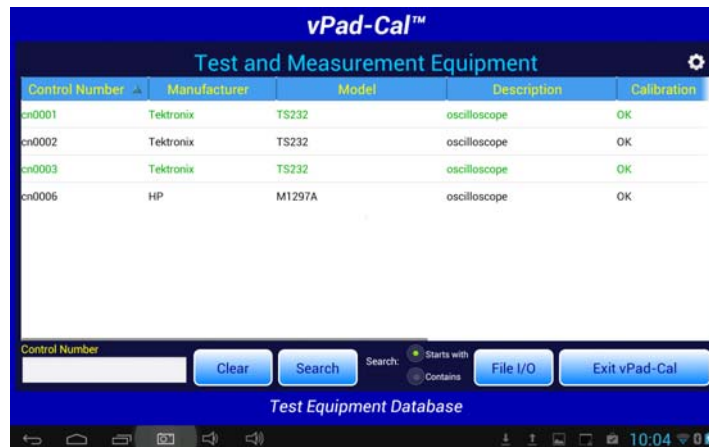 vPad-Cal™
Test and Measurement Equipment
Control Number Manufacturer Model Description Calibration
cn0001 Tektronix TS232 oscilloscope OK
cn0002 Tektronix TS232 oscilloscope OK
cn0003 Tektronix TS232 oscilloscope OK
cn0006 HP M1297A oscilloscope OK
Control Number
Clear Search Search: Starts with Contains File I/O Exit vPad-Cal
Test Equipment Database
10:04